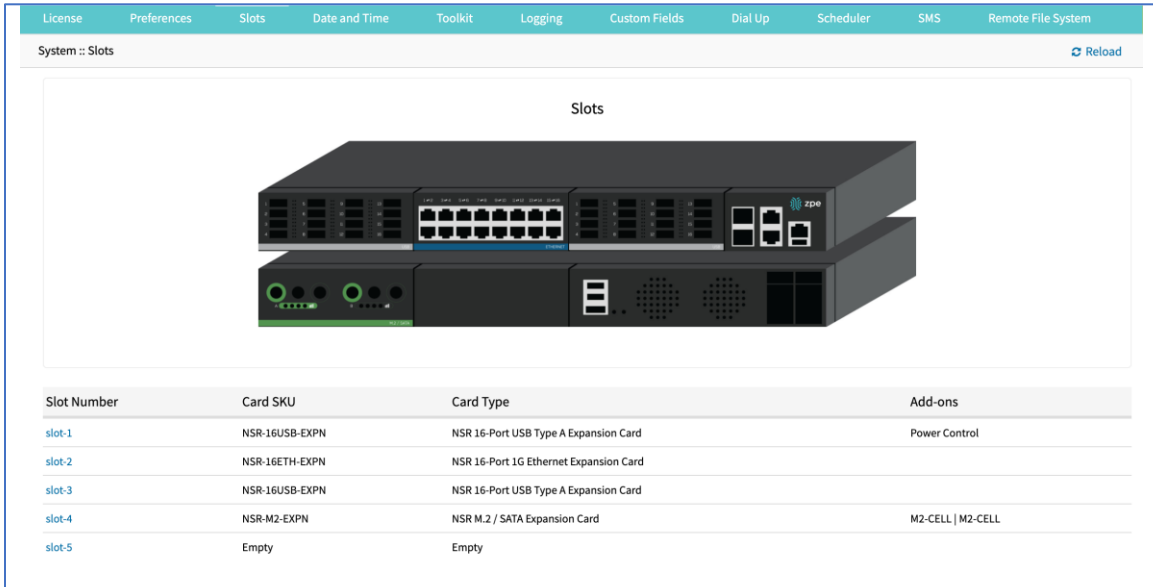 License Preferences Slots Date and Time Toolkit Logging Custom Fields Dial Up Scheduler SMS Remote File System
System :: Slots Reload
Slots
zpe
ETHERNET
Slot Number Card SKU Card Type Add-ons
slot-1 NSR-16USB-EXPN NSR 16-Port USB Type A Expansion Card Power Control
slot-2 NSR-16ETH-EXPN NSR 16-Port 1G Ethernet Expansion Card
slot-3 NSR-16USB-EXPN NSR 16-Port USB Type A Expansion Card
slot-4 NSR-M2-EXPN NSR M.2 / SATA Expansion Card M2-CELL | M2-CELL
slot-5 Empty Empty